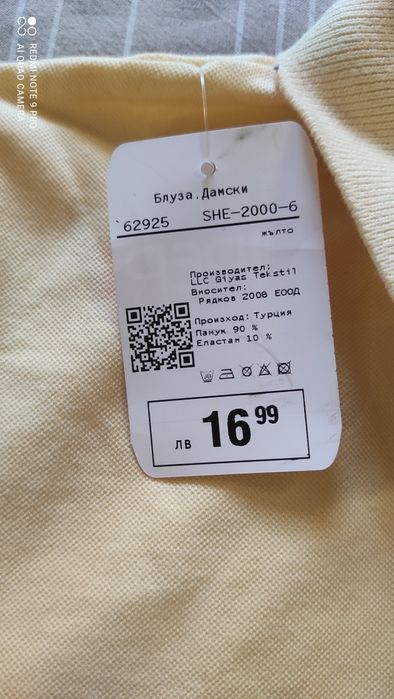 REDMI NOTE 9 PRO
AI QUAD CAMERA
Блуза,Дамски
`62925 SHE-2000-6
жълто
Производител:
LLC Giyas Tekstil
Вносител:
Рядков 2008 ЕООД
Произход: Турция
Памук 90 %
Еластан 10 %
лв 16 99